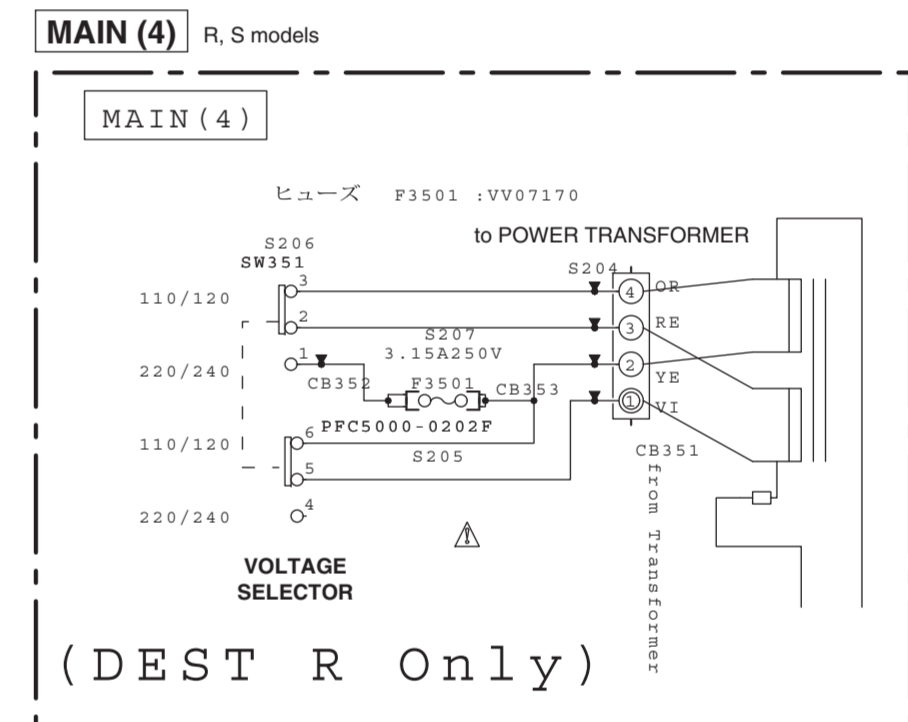 MAIN (4) R, S models
MAIN(4)
ヒューズ F3501 :VV07170
to POWER TRANSFORMER
S206
SW351
S204
3
110/120
4 OR
2
3 RE
S207
3.15A250V
1
220/240
2
YE
CB352 F3501 CB353
1 VI
PFC5000-0202F
6
110/120
S205
CB351
5
from Transformer
4
220/240
VOLTAGE
SELECTOR
(DEST R Only)